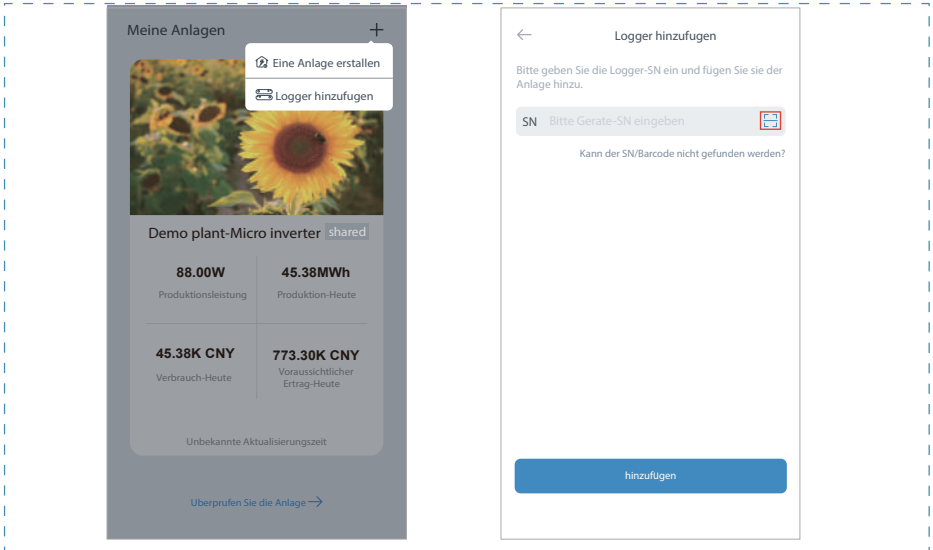 Meine Anlagen
Eine Anlage erstallen
Logger hinzufugen
Demo plant-Micro inverter shared
88.00W
Produktionsleistung
45.38MWh
Produktion-Heute
45.38K CNY
Verbrauch-Heute
773.30K CNY
Voraussichtlicher
Ertrag-Heute
Unbekannte Aktualisierungszeit
Uberprufen Sie die Anlage
Logger hinzufugen
Bitte geben Sie die Logger-SN ein und fügen Sie sie der
Anlage hinzu.
SN Bitte Gerate-SN eingeben
Kann der SN/Barcode nicht gefunden werden?
hinzufügen